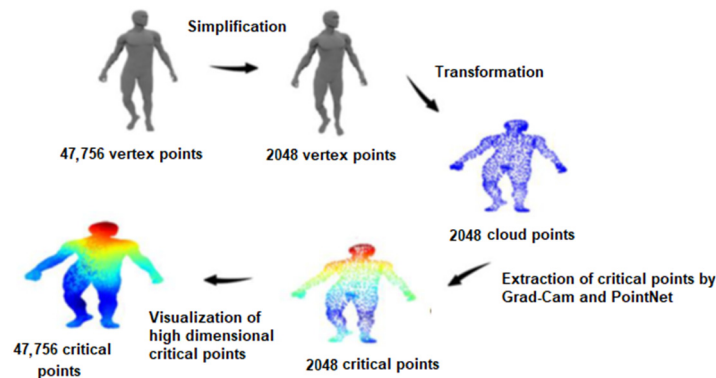 Simplification
Transformation
47,756 vertex points
2048 vertex points
2048 cloud points
Extraction of critical points by
Grad-Cam and PointNet
Visualization of
high dimensional
critical points
47,756 critical
points
2048 critical points